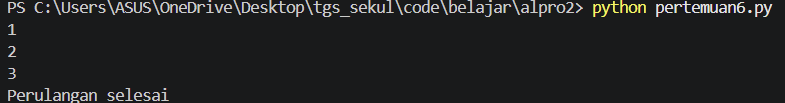 PS C:\Users\ASUS\OneDrive\Desktop\tgs_sekul\code\belajar\alpro2> python pertemuan6.py
1
2
3
Perulangan selesai